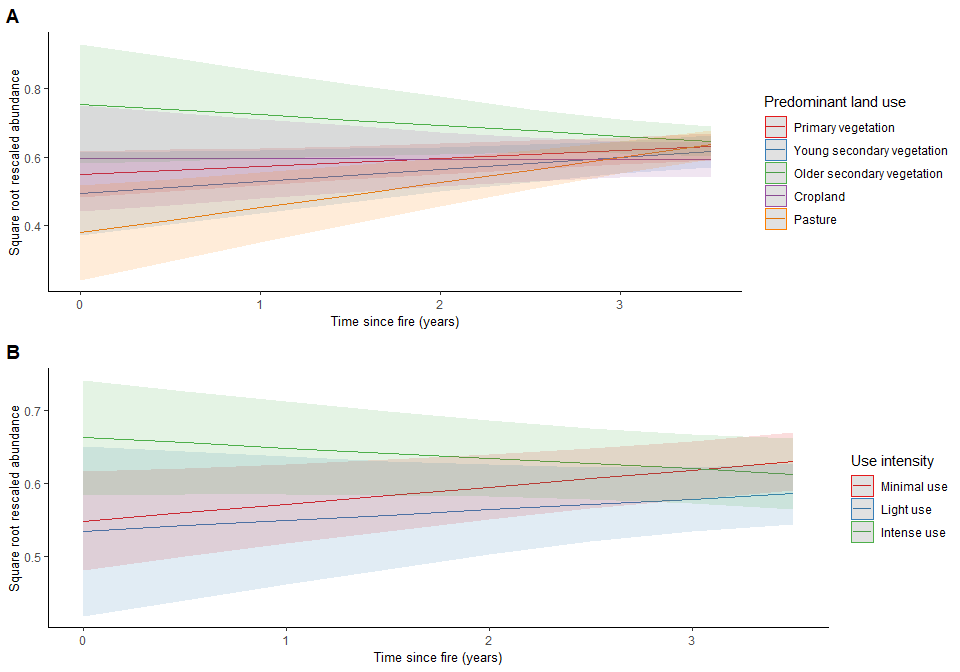 A
Square root rescaled abundance
0.8
0.6
0.4
0
1
2
3
Time since fire (years)
Predominant land use
Primary vegetation
Young secondary vegetation
Older secondary vegetation
Cropland
Pasture
B
Square root rescaled abundance
0.7
0.6
0.5
0
1
2
3
Time since fire (years)
Use intensity
Minimal use
Light use
Intense use